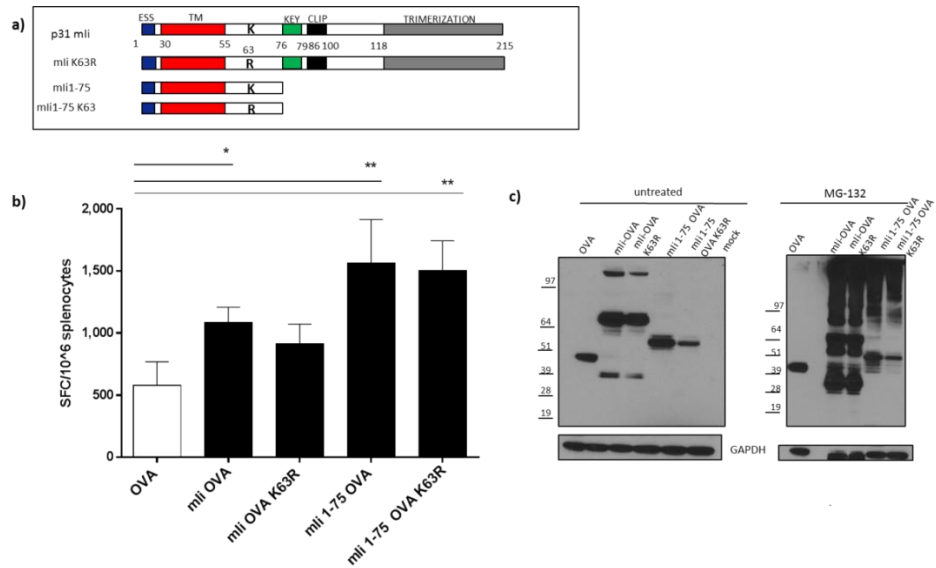 a)
ESS TM KEY CLIP TRIMERIZATION
p31 mIi K
1 30 55 63 76 79 86 100 118 215
mIi K63R R
mIi1-75 K
mIi1-75 K63 R
b)
* ** **
SFC/10^6 splenocytes
2,000
1,500
1,000
500
0
OVA
mIi OVA
mIi OVA K63R
mIi 1-75 OVA
mIi 1-75 OVA K63R
c)
untreated
OVA
mIi-OVA
mIi-OVA K63R
mIi 1-75 OVA
mIi 1-75 OVA K63R
mock
97
64
51
39
28
19
MG-132
OVA
mIi-OVA
mIi-OVA K63R
mIi 1-75 OVA
mIi 1-75 OVA K63R
97
64
51
39
28
19
GAPDH